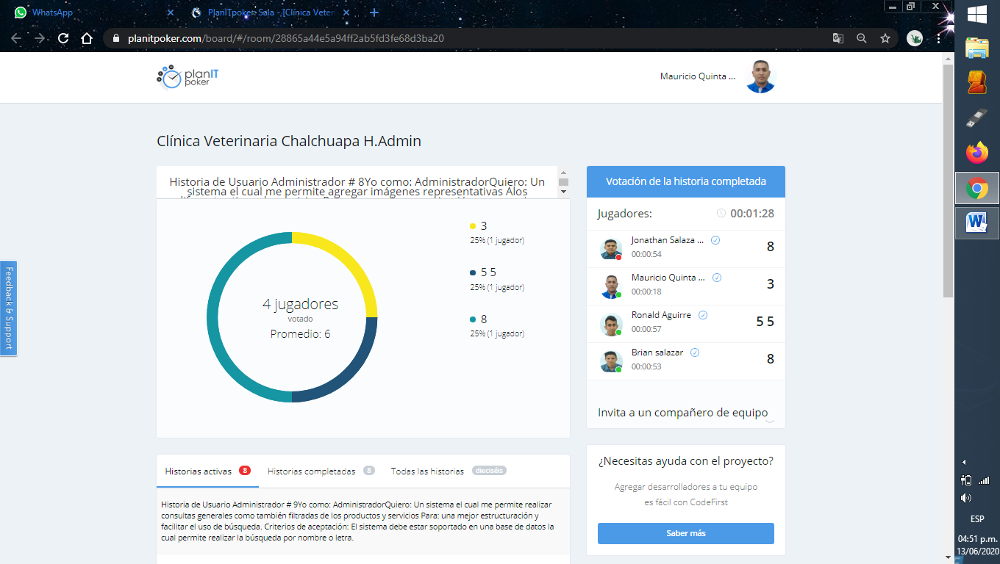 WhatsApp
PlanITpoker: Sala - [Clínica Veter
planitpoker.com/board/#/room/28865a44e5a94ff2ab5fd3fe68d3ba20
planIT
poker
Mauricio Quinta ...
Clínica Veterinaria Chalchuapa H.Admin
Historia de Usuario Administrador # 8Yo como: AdministradorQuiero: Un
sistema el cual me permite agregar imágenes representativas Alos
4 jugadores
votado
Promedio: 6
3
25% (1 jugador)
5 5
25% (1 jugador)
8
25% (1 jugador)
Votación de la historia completada
Jugadores:
00:01:28
Jonathan Salaza ...
00:00:54
8
Mauricio Quinta ...
00:00:18
3
Ronald Aguirre
00:00:57
5 5
Brian salazar
00:00:53
8
Invita a un compañero de equipo
Feedback & Support
Historias activas 8
Historias completadas 8
Todas las historias dieciséis
Historia de Usuario Administrador # 9Yo como: AdministradorQuiero: Un sistema el cual me permite realizar
consultas generales como también filtradas de los productos y servicios Para: una mejor estructuración y
facilitar el uso de búsqueda. Criterios de aceptación: El sistema debe estar soportado en una base de datos la
cual permite realizar la búsqueda por nombre o letra.
¿Necesitas ayuda con el proyecto?
Agregar desarrolladores a tu equipo
es fácil con CodeFirst
Saber más
ESP
04:51 p.m.
13/06/2020